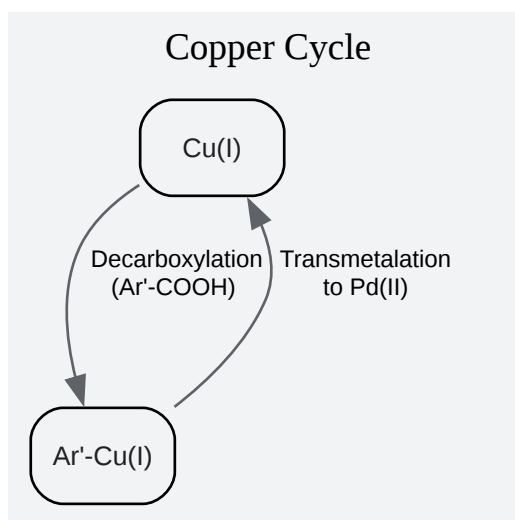 Copper Cycle
Cu(I)
Decarboxylation
(Ar'-COOH)
Transmetalation
to Pd(II)
Ar'-Cu(I)